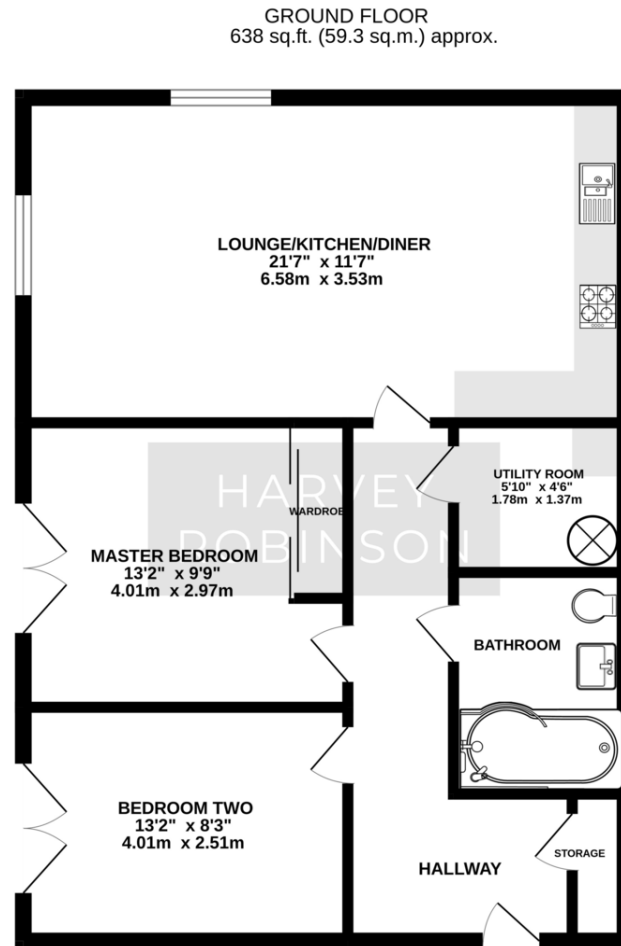 GROUND FLOOR
638 sq.ft. (59.3 sq.m.) approx.
LOUNGE/KITCHEN/DINER
21'7" x 11'7"
6.58m x 3.53m
HARVEY
ROBINSON
WARDROBE
UTILITY ROOM
5'10" x 4'6"
1.78m x 1.37m
MASTER BEDROOM
13'2" x 9'9"
4.01m x 2.97m
BATHROOM
BEDROOM TWO
13'2" x 8'3"
4.01m x 2.51m
STORAGE
HALLWAY